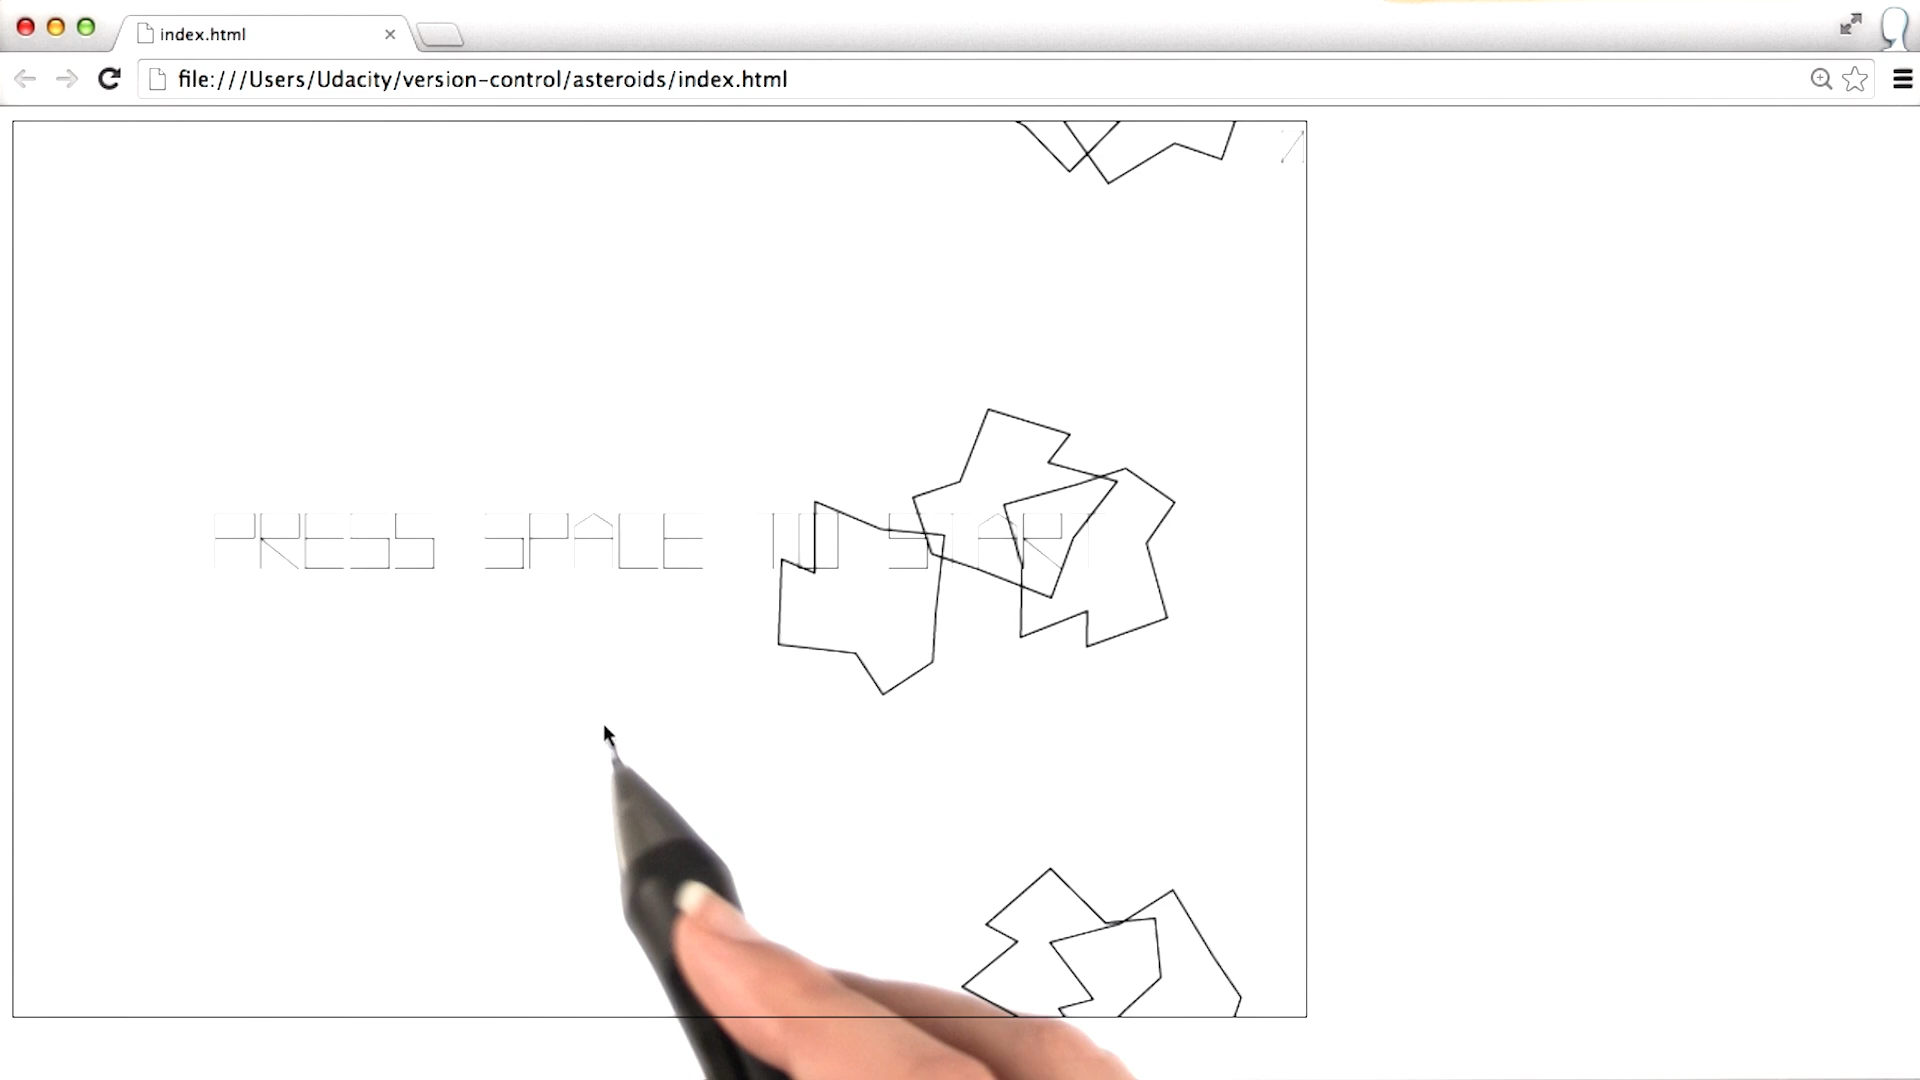 index.html
file:///Users/Udacity/version-control/asteroids/index.html
PRESS SPACE TO START